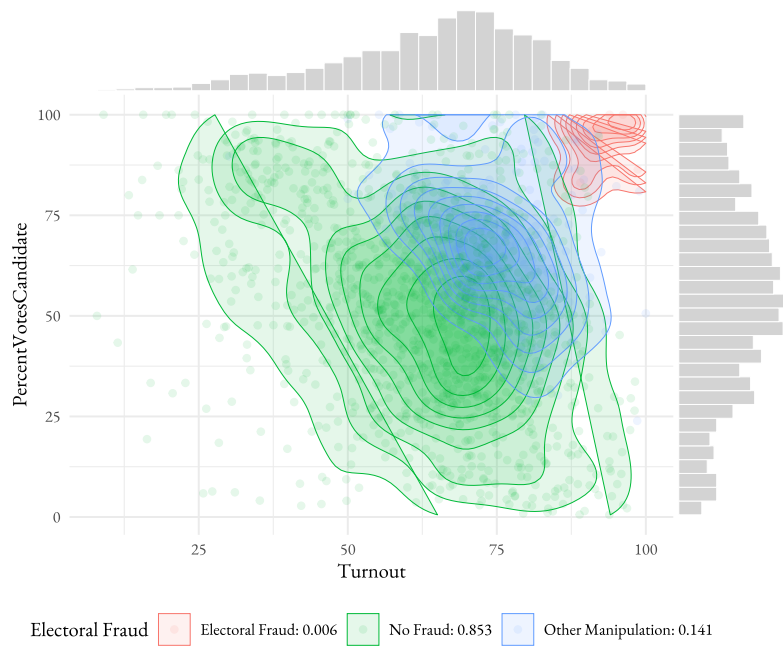 100
75
50
25
0
PercentVotesCandidate
25 50 75 100
Turnout
Electoral Fraud Electoral Fraud: 0.006 No Fraud: 0.853 Other Manipulation: 0.141